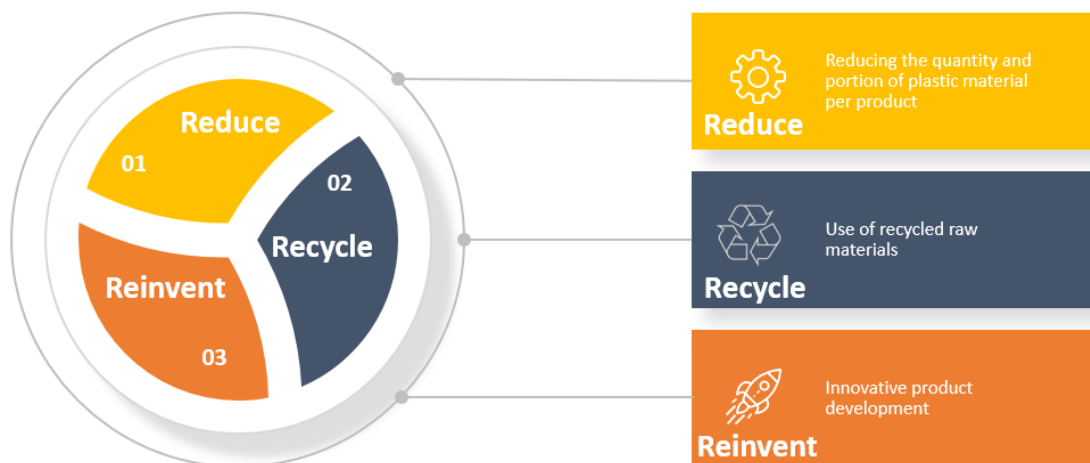 Reduce
01
02
Recycle
Reinvent
03
Reducing the quantity and
portion of plastic material
per product
Reduce
Use of recycled raw
materials
Recycle
Innovative product
development
Reinvent